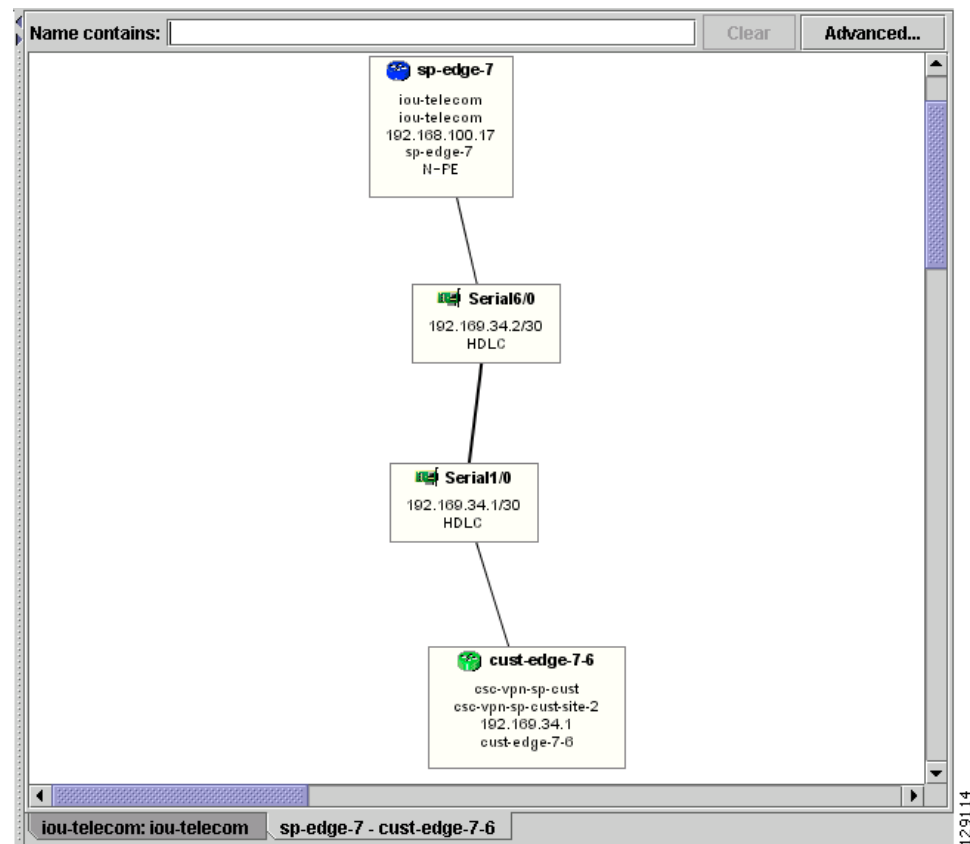 Name contains:
Clear
Advanced...
sp-edge-7
iou-telecom
iou-telecom
192.168.100.17
sp-edge-7
N-PE
Serial6/0
192.169.34.2/30
HDLC
Serial1/0
192.169.34.1/30
HDLC
cust-edge-7-6
csc-vpn-sp-cust
csc-vpn-sp-cust-site-2
192.169.34.1
cust-edge-7-6
iou-telecom: iou-telecom
sp-edge-7 - cust-edge-7-6
129114